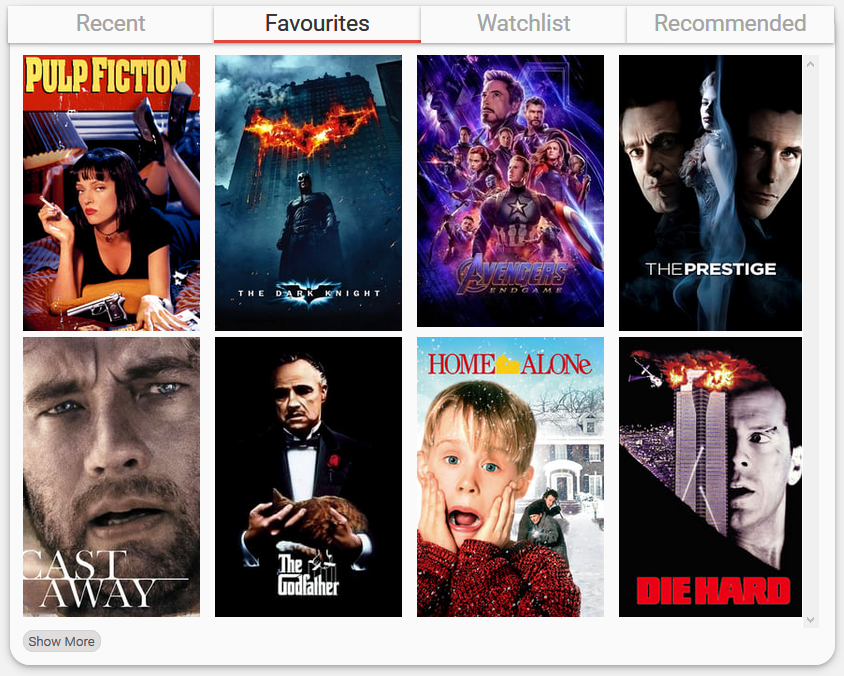 Recent
Favourites
Watchlist
Recommended
PULP FICTION
THE DARK KNIGHT
AVENGERS
ENDGAME
THE PRESTIGE
CAST
AWAY
The
Godfather
HOME ALONe
DIE HARD
Show More